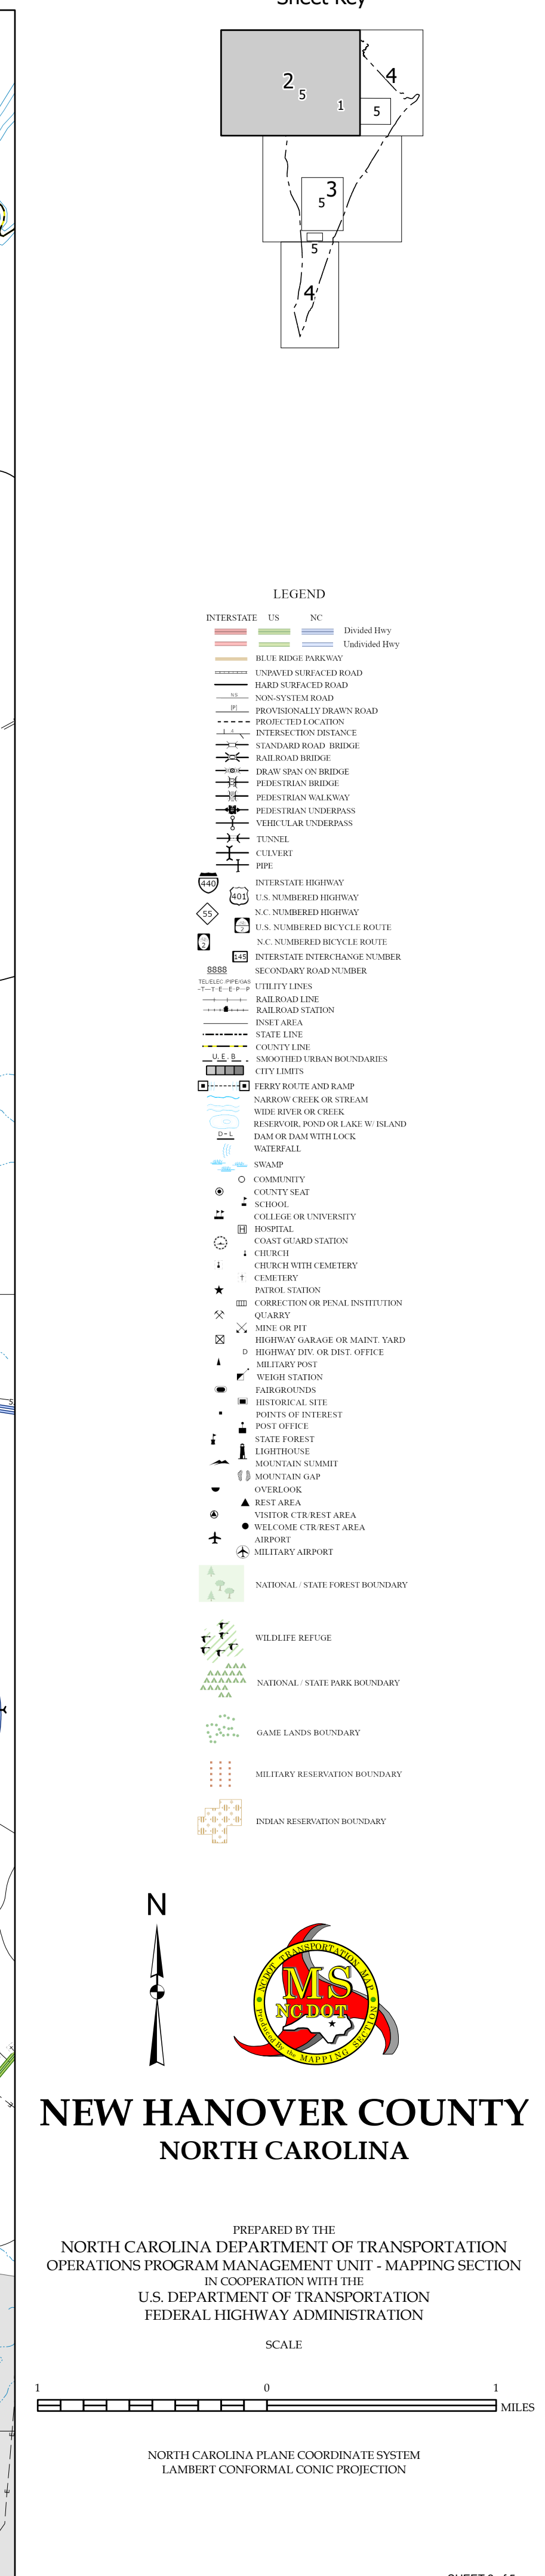 Sheet Key
2
5
1
4
5
3
5
5
4
LEGEND
INTERSTATE US NC
Divided Hwy
Undivided Hwy
BLUE RIDGE PARKWAY
UNPAVED SURFACED ROAD
HARD SURFACED ROAD
N.S. NON-SYSTEM ROAD
[P] PROVISIONALLY DRAWN ROAD
PROJECTED LOCATION
INTERSECTION DISTANCE
STANDARD ROAD BRIDGE
RAILROAD BRIDGE
DRAW SPAN ON BRIDGE
PEDESTRIAN BRIDGE
PEDESTRIAN WALKWAY
PEDESTRIAN UNDERPASS
VEHICULAR UNDERPASS
TUNNEL
CULVERT
PIPE
440 INTERSTATE HIGHWAY
401 U.S. NUMBERED HIGHWAY
55 N.C. NUMBERED HIGHWAY
2 U.S. NUMBERED BICYCLE ROUTE
2 N.C. NUMBERED BICYCLE ROUTE
145 INTERSTATE INTERCHANGE NUMBER
8888 SECONDARY ROAD NUMBER
TEL/ELEC/PIPE/GAS
-T--T-E--E-P--P UTILITY LINES
RAILROAD LINE
RAILROAD STATION
INSET AREA
STATE LINE
COUNTY LINE
U.E.B. SMOOTHED URBAN BOUNDARIES
CITY LIMITS
FERRY ROUTE AND RAMP
NARROW CREEK OR STREAM
WIDE RIVER OR CREEK
RESERVOIR, POND OR LAKE W/ ISLAND
D-L DAM OR DAM WITH LOCK
WATERFALL
SWAMP
COMMUNITY
COUNTY SEAT
SCHOOL
COLLEGE OR UNIVERSITY
H HOSPITAL
COAST GUARD STATION
CHURCH
CHURCH WITH CEMETERY
CEMETERY
PATROL STATION
CORRECTION OR PENAL INSTITUTION
QUARRY
MINE OR PIT
HIGHWAY GARAGE OR MAINT. YARD
D HIGHWAY DIV. OR DIST. OFFICE
MILITARY POST
WEIGH STATION
FAIRGROUNDS
HISTORICAL SITE
POINTS OF INTEREST
POST OFFICE
STATE FOREST
LIGHTHOUSE
MOUNTAIN SUMMIT
MOUNTAIN GAP
OVERLOOK
REST AREA
VISITOR CTR/REST AREA
WELCOME CTR/REST AREA
AIRPORT
MILITARY AIRPORT
NATIONAL / STATE FOREST BOUNDARY
WILDLIFE REFUGE
NATIONAL / STATE PARK BOUNDARY
GAME LANDS BOUNDARY
MILITARY RESERVATION BOUNDARY
INDIAN RESERVATION BOUNDARY
N
NCDOT TRANSPORTATION MAP
MS
NCDOT
Produced By the MAPPING SECTION
NEW HANOVER COUNTY
NORTH CAROLINA
PREPARED BY THE
NORTH CAROLINA DEPARTMENT OF TRANSPORTATION
OPERATIONS PROGRAM MANAGEMENT UNIT - MAPPING SECTION
IN COOPERATION WITH THE
U.S. DEPARTMENT OF TRANSPORTATION
FEDERAL HIGHWAY ADMINISTRATION
SCALE
1 0 1
MILES
NORTH CAROLINA PLANE COORDINATE SYSTEM
LAMBERT CONFORMAL CONIC PROJECTION